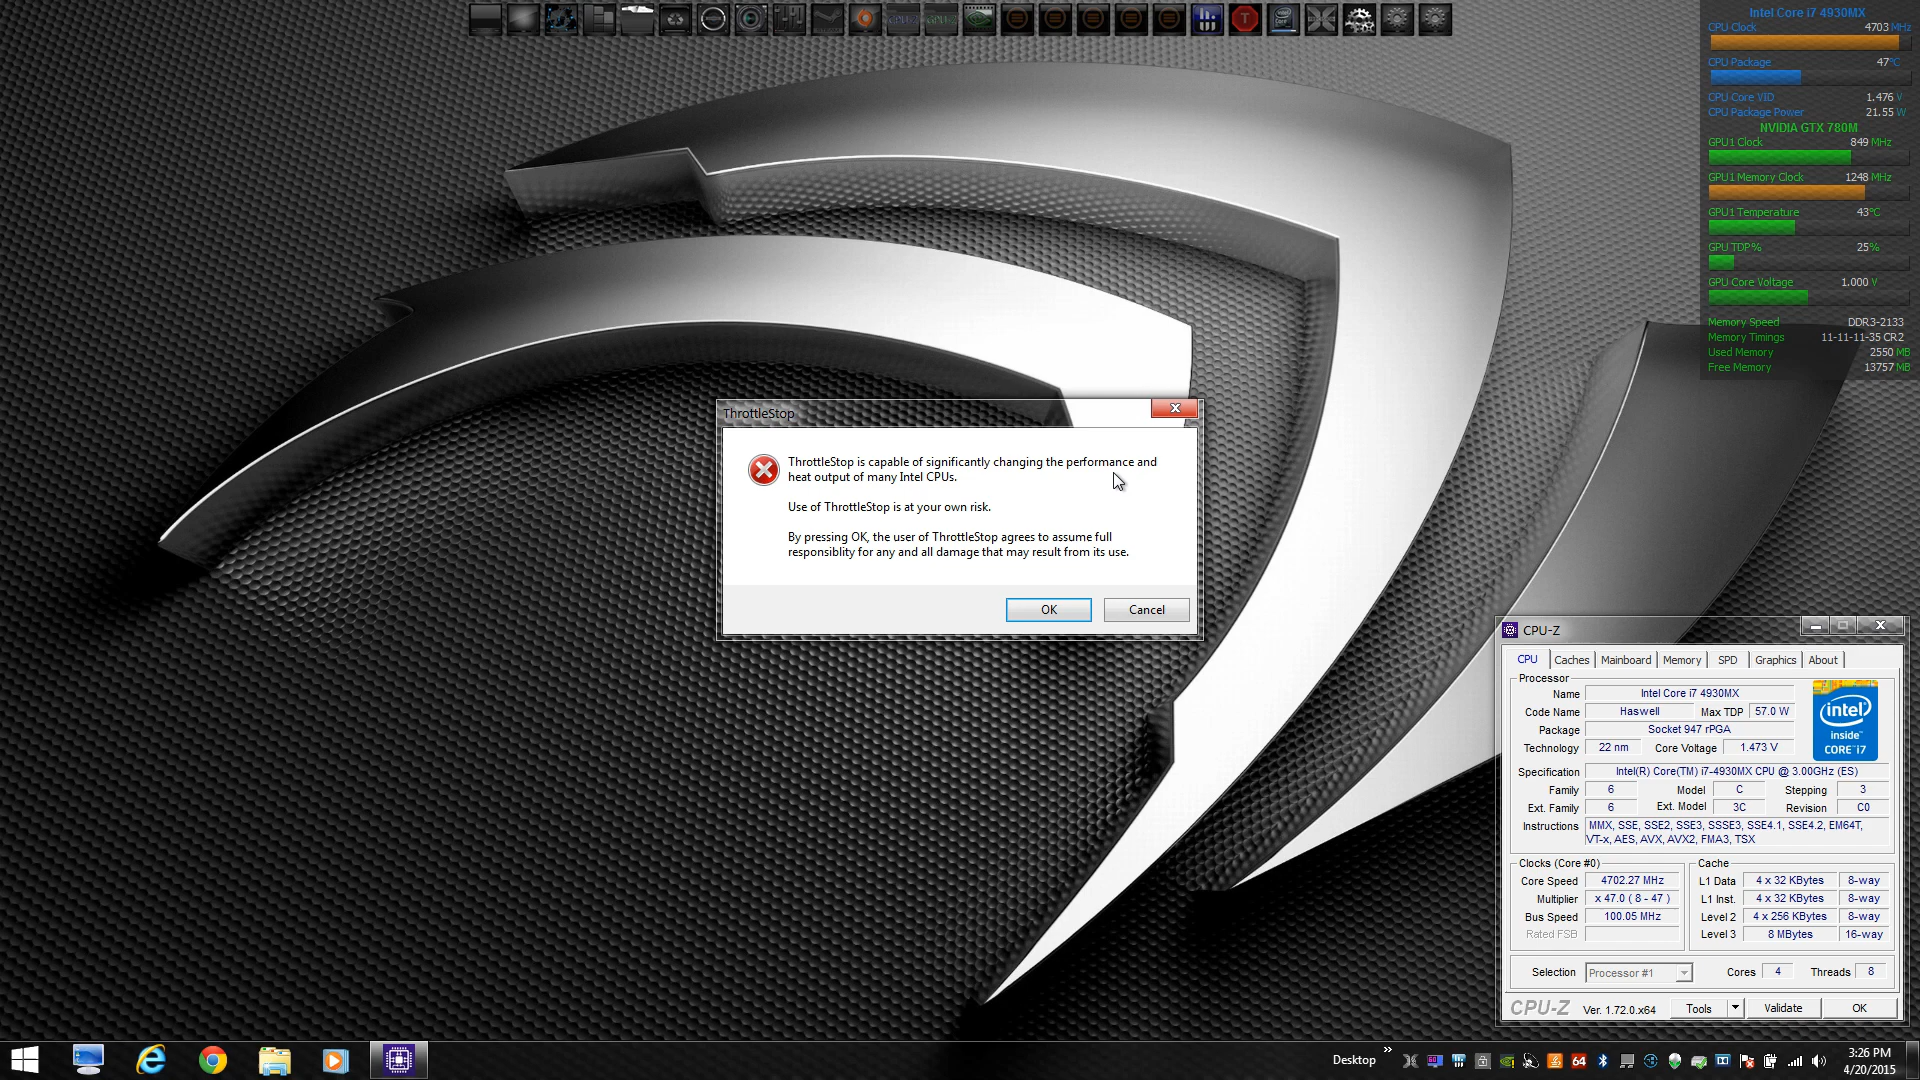 Intel Core i7 4930MX
CPU Clock 4703 MHz
CPU Package 47°C
CPU Core VID 1.476 V
CPU Package Power 21.55 W
NVIDIA GTX 780M
GPU1 Clock 849 MHz
GPU1 Memory Clock 1248 MHz
GPU1 Temperature 43°C
GPU TDP% 25%
GPU Core Voltage 1.000 V
Memory Speed DDR3-2133
Memory Timings 11-11-11-35 CR2
Used Memory 2550 MB
Free Memory 13757 MB
ThrottleStop
ThrottleStop is capable of significantly changing the performance and
heat output of many Intel CPUs.
Use of ThrottleStop is at your own risk.
By pressing OK, the user of ThrottleStop agrees to assume full
responsiblity for any and all damage that may result from its use.
OK Cancel
CPU-Z
CPU Caches Mainboard Memory SPD Graphics About
Processor
Name Intel Core i7 4930MX
Code Name Haswell Max TDP 57.0 W
Package Socket 947 rPGA
Technology 22 nm Core Voltage 1.473 V
intel inside™ CORE™i7
Specification Intel(R) Core(TM) i7-4930MX CPU @ 3.00GHz (ES)
Family 6 Model C Stepping 3
Ext. Family 6 Ext. Model 3C Revision C0
Instructions MMX, SSE, SSE2, SSE3, SSSE3, SSE4.1, SSE4.2, EM64T,
VT-x, AES, AVX, AVX2, FMA3, TSX
Clocks (Core #0) Cache
Core Speed 4702.27 MHz L1 Data 4 x 32 KBytes 8-way
Multiplier x 47.0 ( 8 - 47 ) L1 Inst. 4 x 32 KBytes 8-way
Bus Speed 100.05 MHz Level 2 4 x 256 KBytes 8-way
Rated FSB Level 3 8 MBytes 16-way
Selection Processor #1 Cores 4 Threads 8
CPU-Z Ver. 1.72.0.x64 Tools Validate OK
Desktop » 64 3:26 PM
4/20/2015